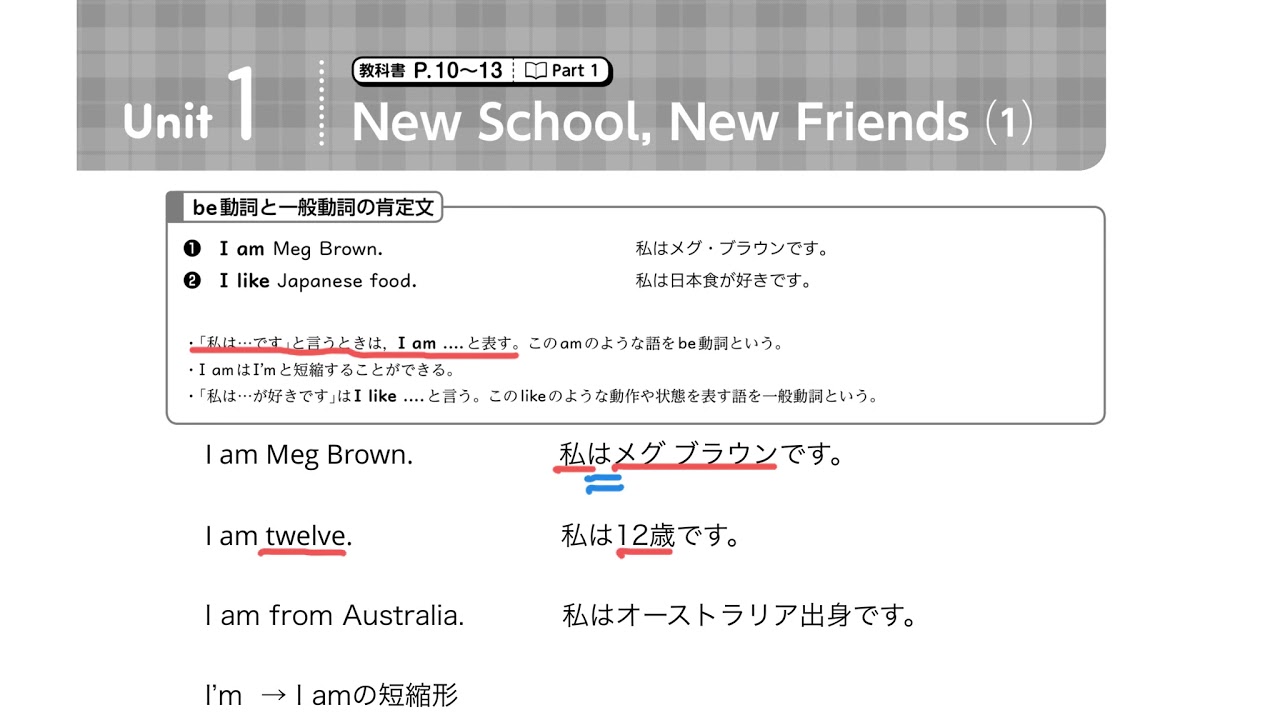 Unit 1
教科書 P.10〜13 Part 1
New School, New Friends (1)
be動詞と一般動詞の肯定文
❶ I am Meg Brown. 私はメグ・ブラウンです。
❷ I like Japanese food. 私は日本食が好きです。
・「私は…です」と言うときは，I am ....と表す。このamのような語をbe動詞という。
・I amはI'mと短縮することができる。
・「私は…が好きです」はI like ....と言う。このlikeのような動作や状態を表す語を一般動詞という。
I am Meg Brown. 私はメグ ブラウンです。
I am twelve. 私は12歳です。
I am from Australia. 私はオーストラリア出身です。
I'm → I amの短縮形